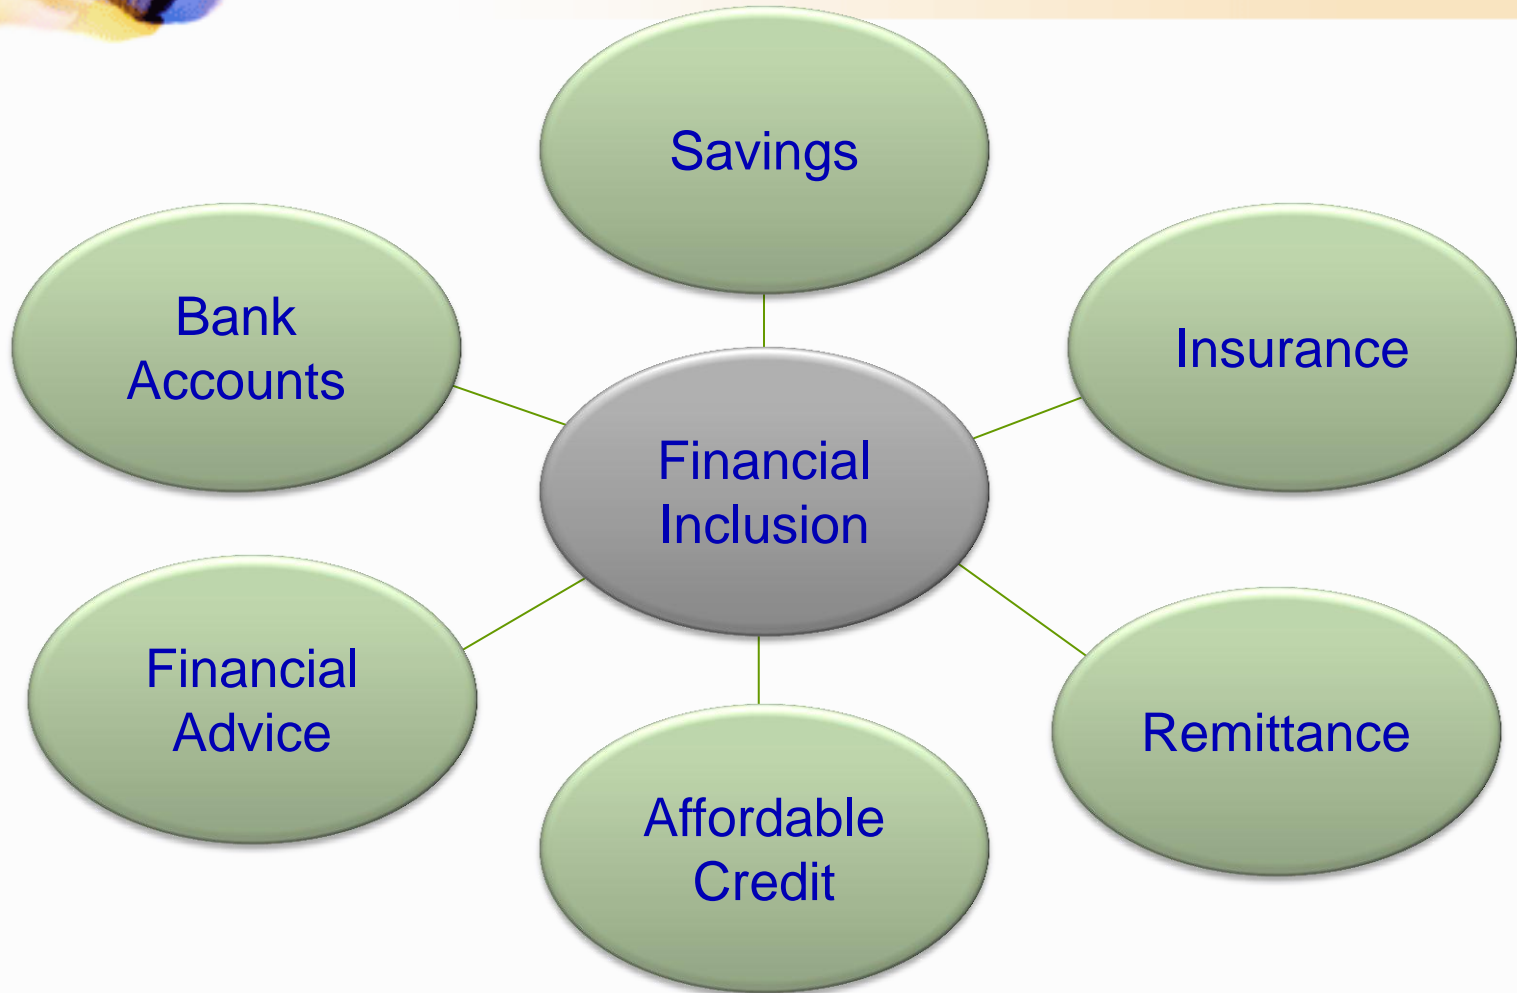 Savings
Bank
Accounts
Insurance
Financial
Inclusion
Financial
Advice
Remittance
Affordable
Credit